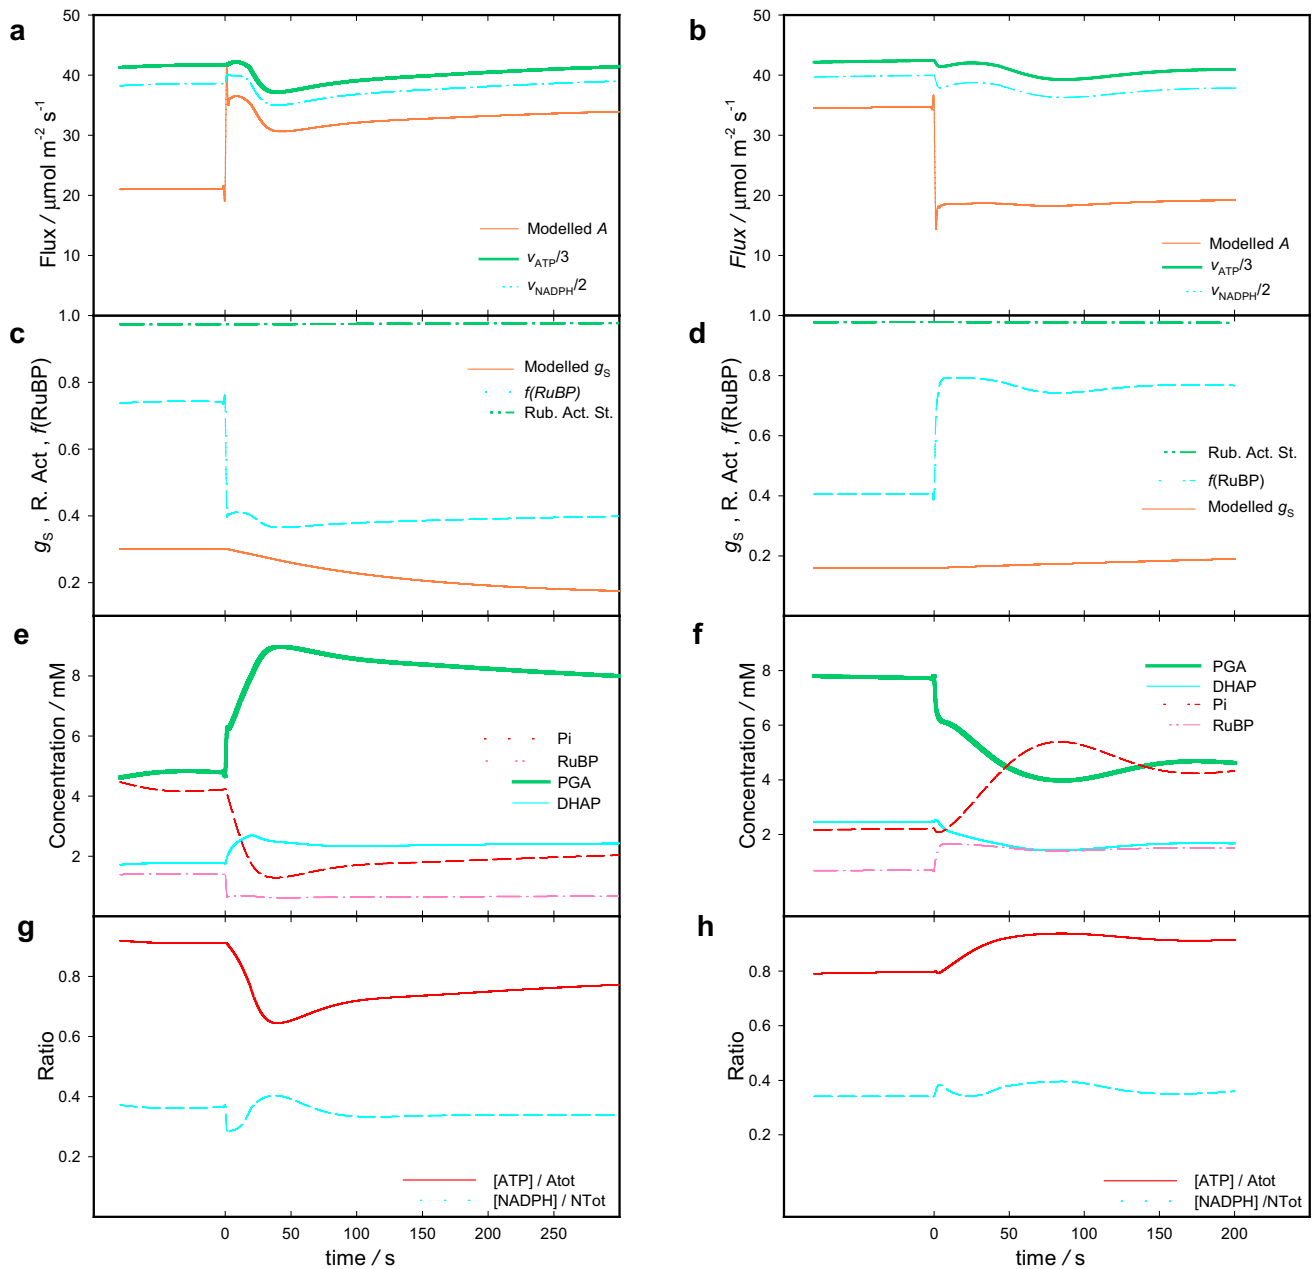 a
50
40
30
20
10
Flux / μmol m⁻² s⁻¹
Modelled A
vATP/3
vNADPH/2
b
50
40
30
20
10
Flux / μmol m⁻² s⁻¹
Modelled A
vATP/3
vNADPH/2
c
1.0
0.8
0.6
0.4
0.2
gS , R. Act , f(RuBP)
Modelled gS
f(RuBP)
Rub. Act. St.
d
1.0
0.8
0.6
0.4
0.2
gS , R. Act , f(RuBP)
Rub. Act. St.
f(RuBP)
Modelled gS
e
8
6
4
2
Concentration / mM
Pi
RuBP
PGA
DHAP
f
8
6
4
2
Concentration / mM
PGA
DHAP
Pi
RuBP
g
0.8
0.6
0.4
0.2
Ratio
[ATP] / Atot
[NADPH] / NTot
0 50 100 150 200 250
time / s
h
0.8
0.6
0.4
0.2
Ratio
[ATP] / Atot
[NADPH] /NTot
0 50 100 150 200
time / s